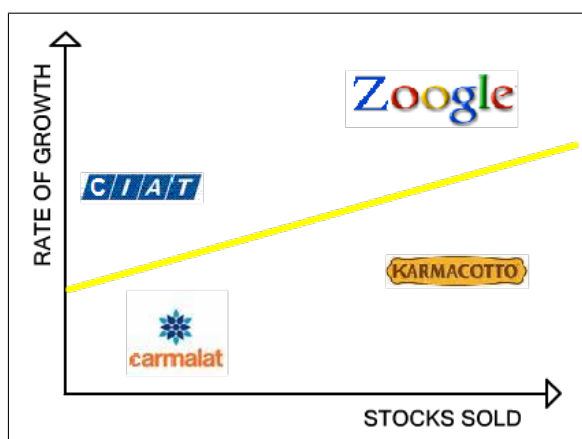 Zoogle
RATE OF GROWTH
CIAT
KARMACOTTO
carmalat
STOCKS SOLD